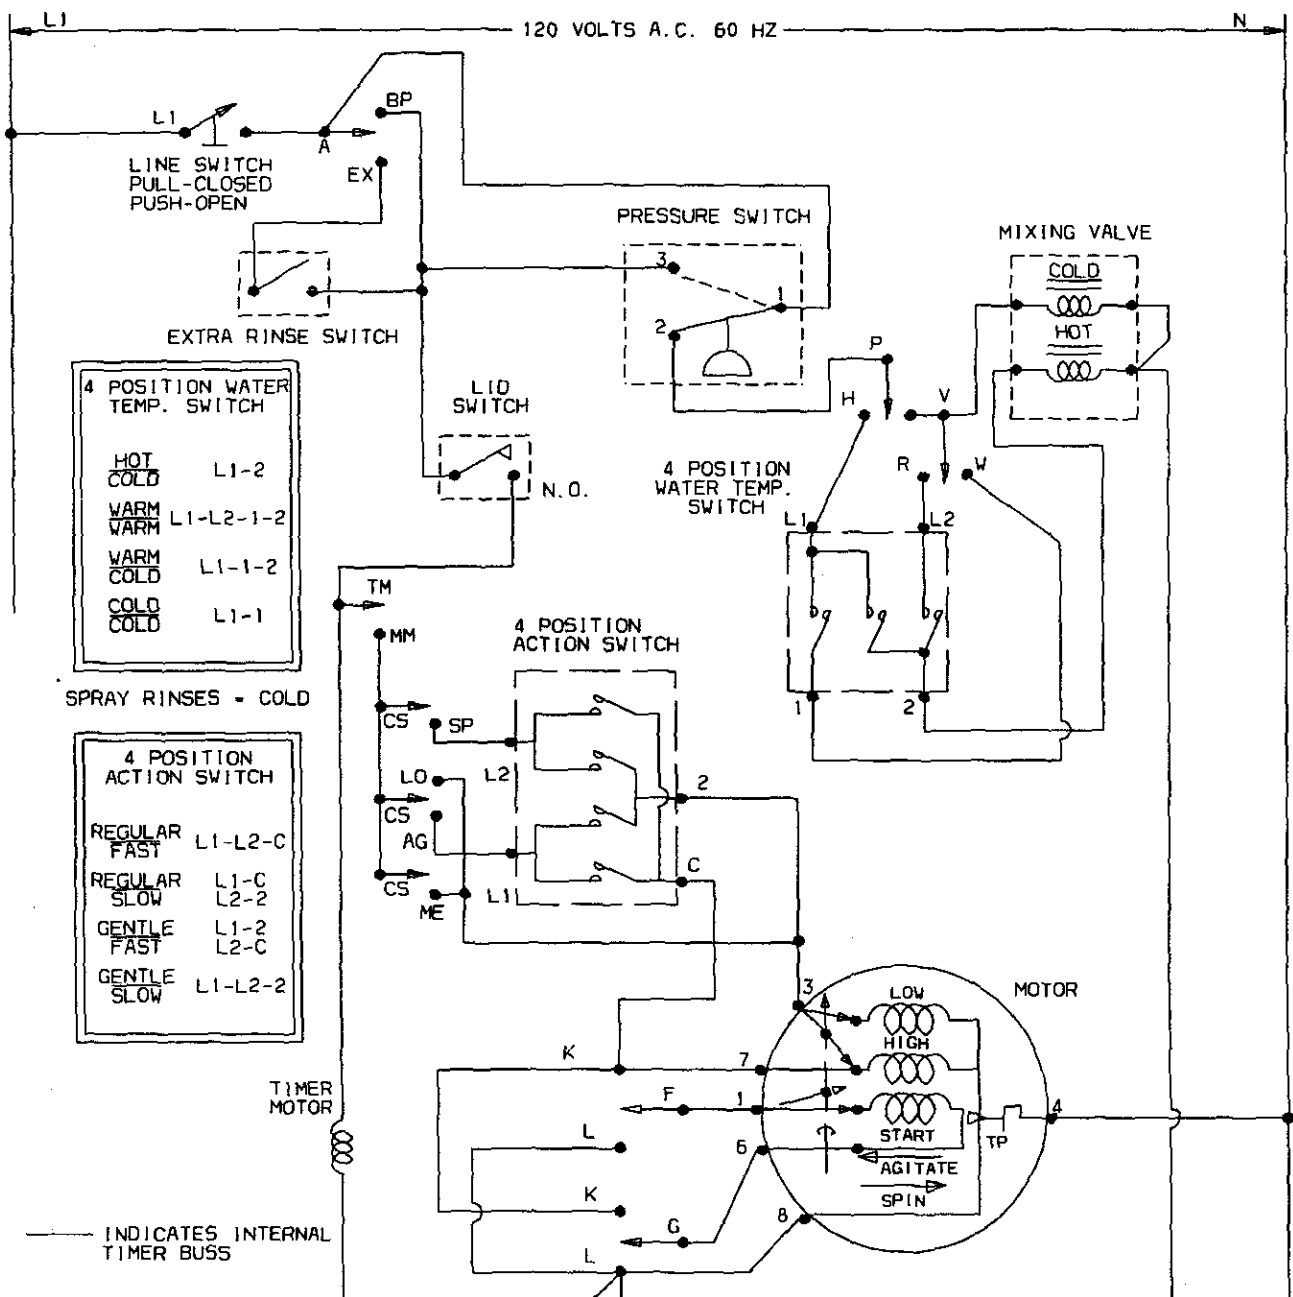 L1
120 VOLTS A.C. 60 HZ
N
L1
A
BP
EX
LINE SWITCH
PULL-CLOSED
PUSH-OPEN
EXTRA RINSE SWITCH
PRESSURE SWITCH
3
1
2
MIXING VALVE
COLD
HOT
P
H
V
R
W
4 POSITION WATER
TEMP. SWITCH
HOT
COLD
L1-2
WARM
WARM
L1-L2-1-2
WARM
COLD
L1-1-2
COLD
COLD
L1-1
SPRAY RINSES - COLD
LID
SWITCH
N.O.
4 POSITION
WATER TEMP.
SWITCH
L1
L2
1
2
TM
MM
CS
SP
LO
CS
AG
CS
ME
4 POSITION
ACTION SWITCH
L2
L1
2
C
4 POSITION
ACTION SWITCH
REGULAR
FAST
L1-L2-C
REGULAR
SLOW
L1-C
L2-2
GENTLE
FAST
L1-2
L2-C
GENTLE
SLOW
L1-L2-2
MOTOR
3
LOW
HIGH
START
AGITATE
SPIN
TP
4
7
1
6
8
K
F
L
K
G
L
TIMER
MOTOR
INDICATES INTERNAL
TIMER BUSS